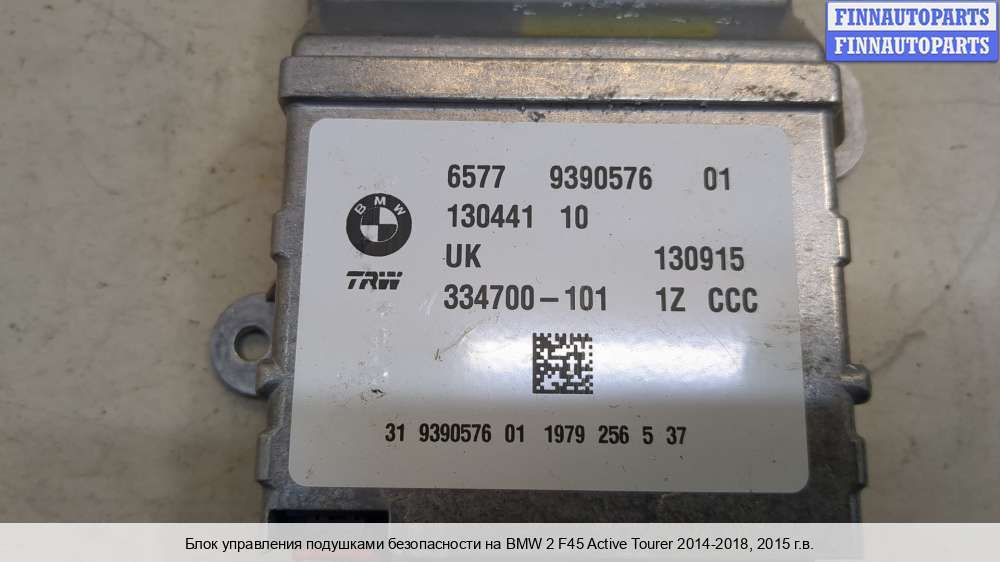 FINNAUTOPARTS
FINNAUTOPARTS
6577 9390576 01
130441 10
BMW
UK 130915
TRW
334700-101 1Z CCC
31 9390576 01 1979 256 5 37
Блок управления подушками безопасности на BMW 2 F45 Active Tourer 2014-2018, 2015 г.в.